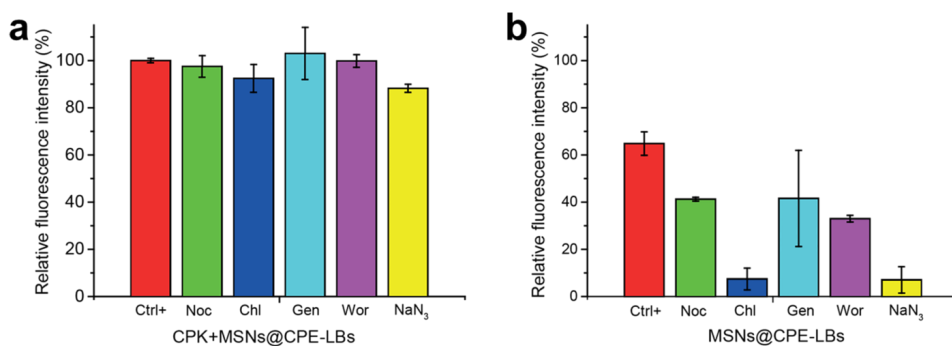 a
Relative fluorescence intensity (%)
100
80
60
40
20
0
Ctrl+ Noc Chl Gen Wor NaN₃
CPK+MSNs@CPE-LBs
b
Relative fluorescence intensity (%)
100
80
60
40
20
0
Ctrl+ Noc Chl Gen Wor NaN₃
MSNs@CPE-LBs